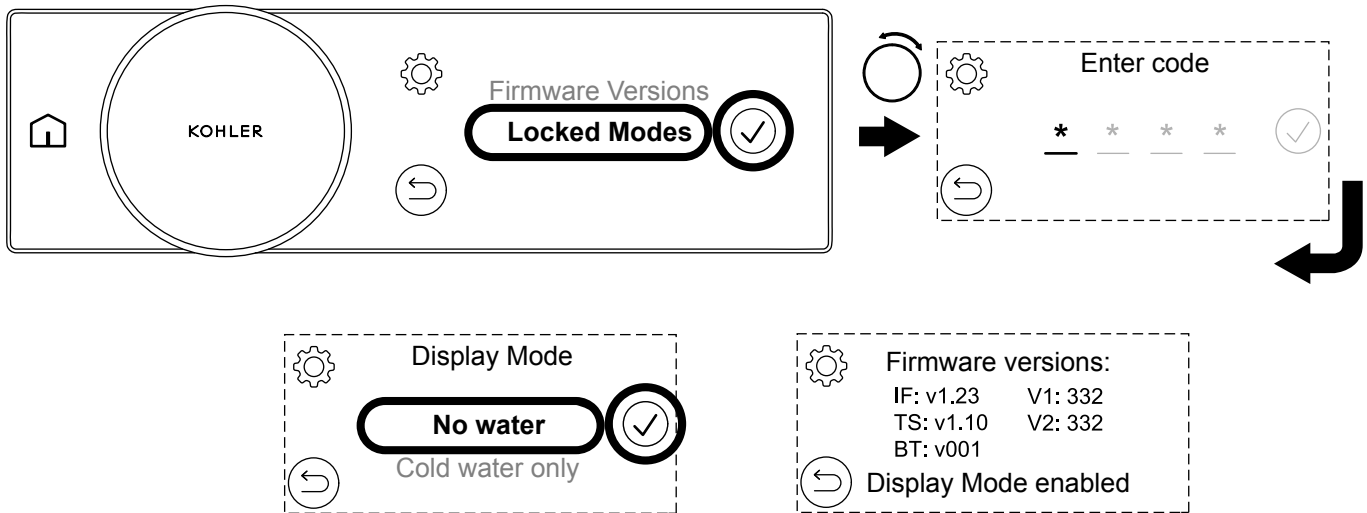 KOHLER
Firmware Versions
Locked Modes
Enter code
* * * *
Display Mode
No water
Cold water only
Firmware versions:
IF: v1.23 V1: 332
TS: v1.10 V2: 332
BT: v001
Display Mode enabled